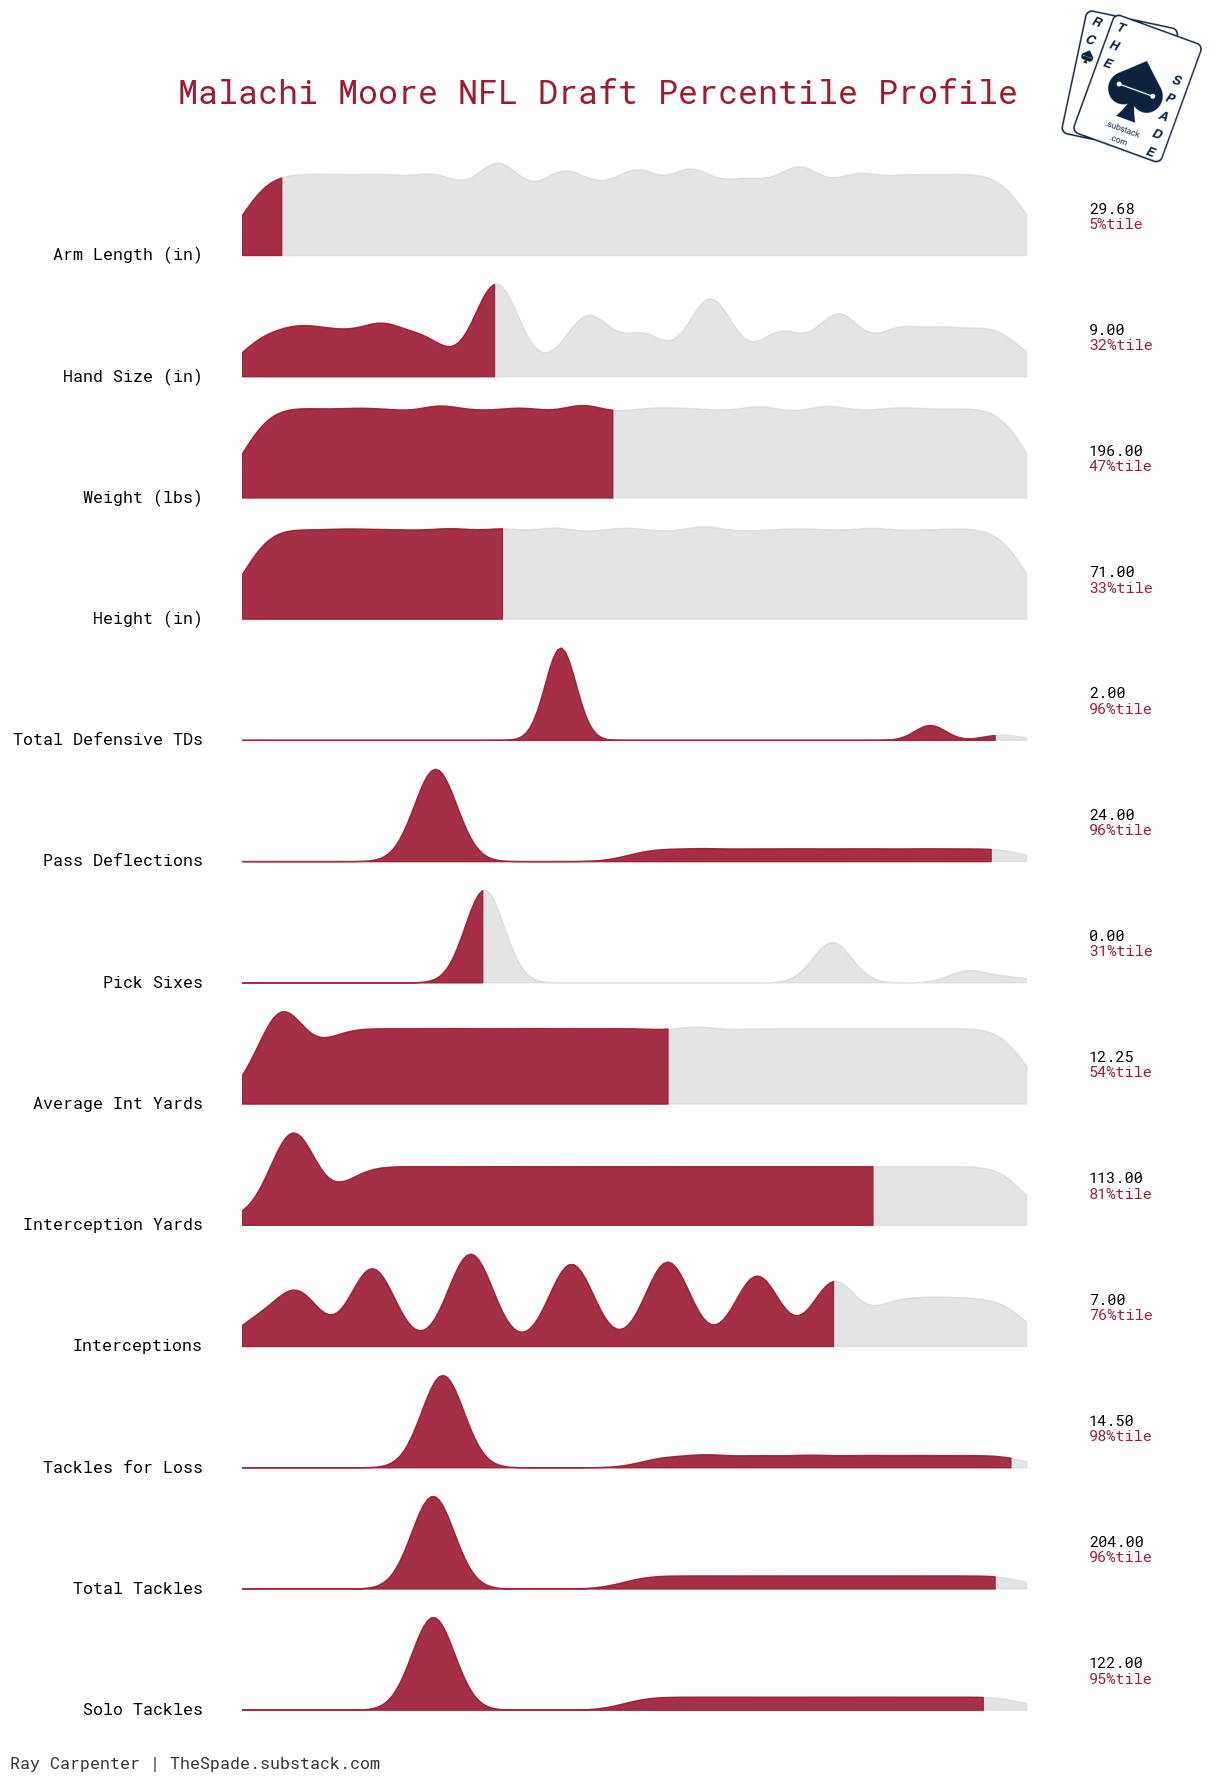 Malachi Moore NFL Draft Percentile Profile
R
C
THE
SPADE
.substack
.com
Arm Length (in)
29.68
5%tile
Hand Size (in)
9.00
32%tile
Weight (lbs)
196.00
47%tile
Height (in)
71.00
33%tile
Total Defensive TDs
2.00
96%tile
Pass Deflections
24.00
96%tile
Pick Sixes
0.00
31%tile
Average Int Yards
12.25
54%tile
Interception Yards
113.00
81%tile
Interceptions
7.00
76%tile
Tackles for Loss
14.50
98%tile
Total Tackles
204.00
96%tile
Solo Tackles
122.00
95%tile
Ray Carpenter | TheSpade.substack.com